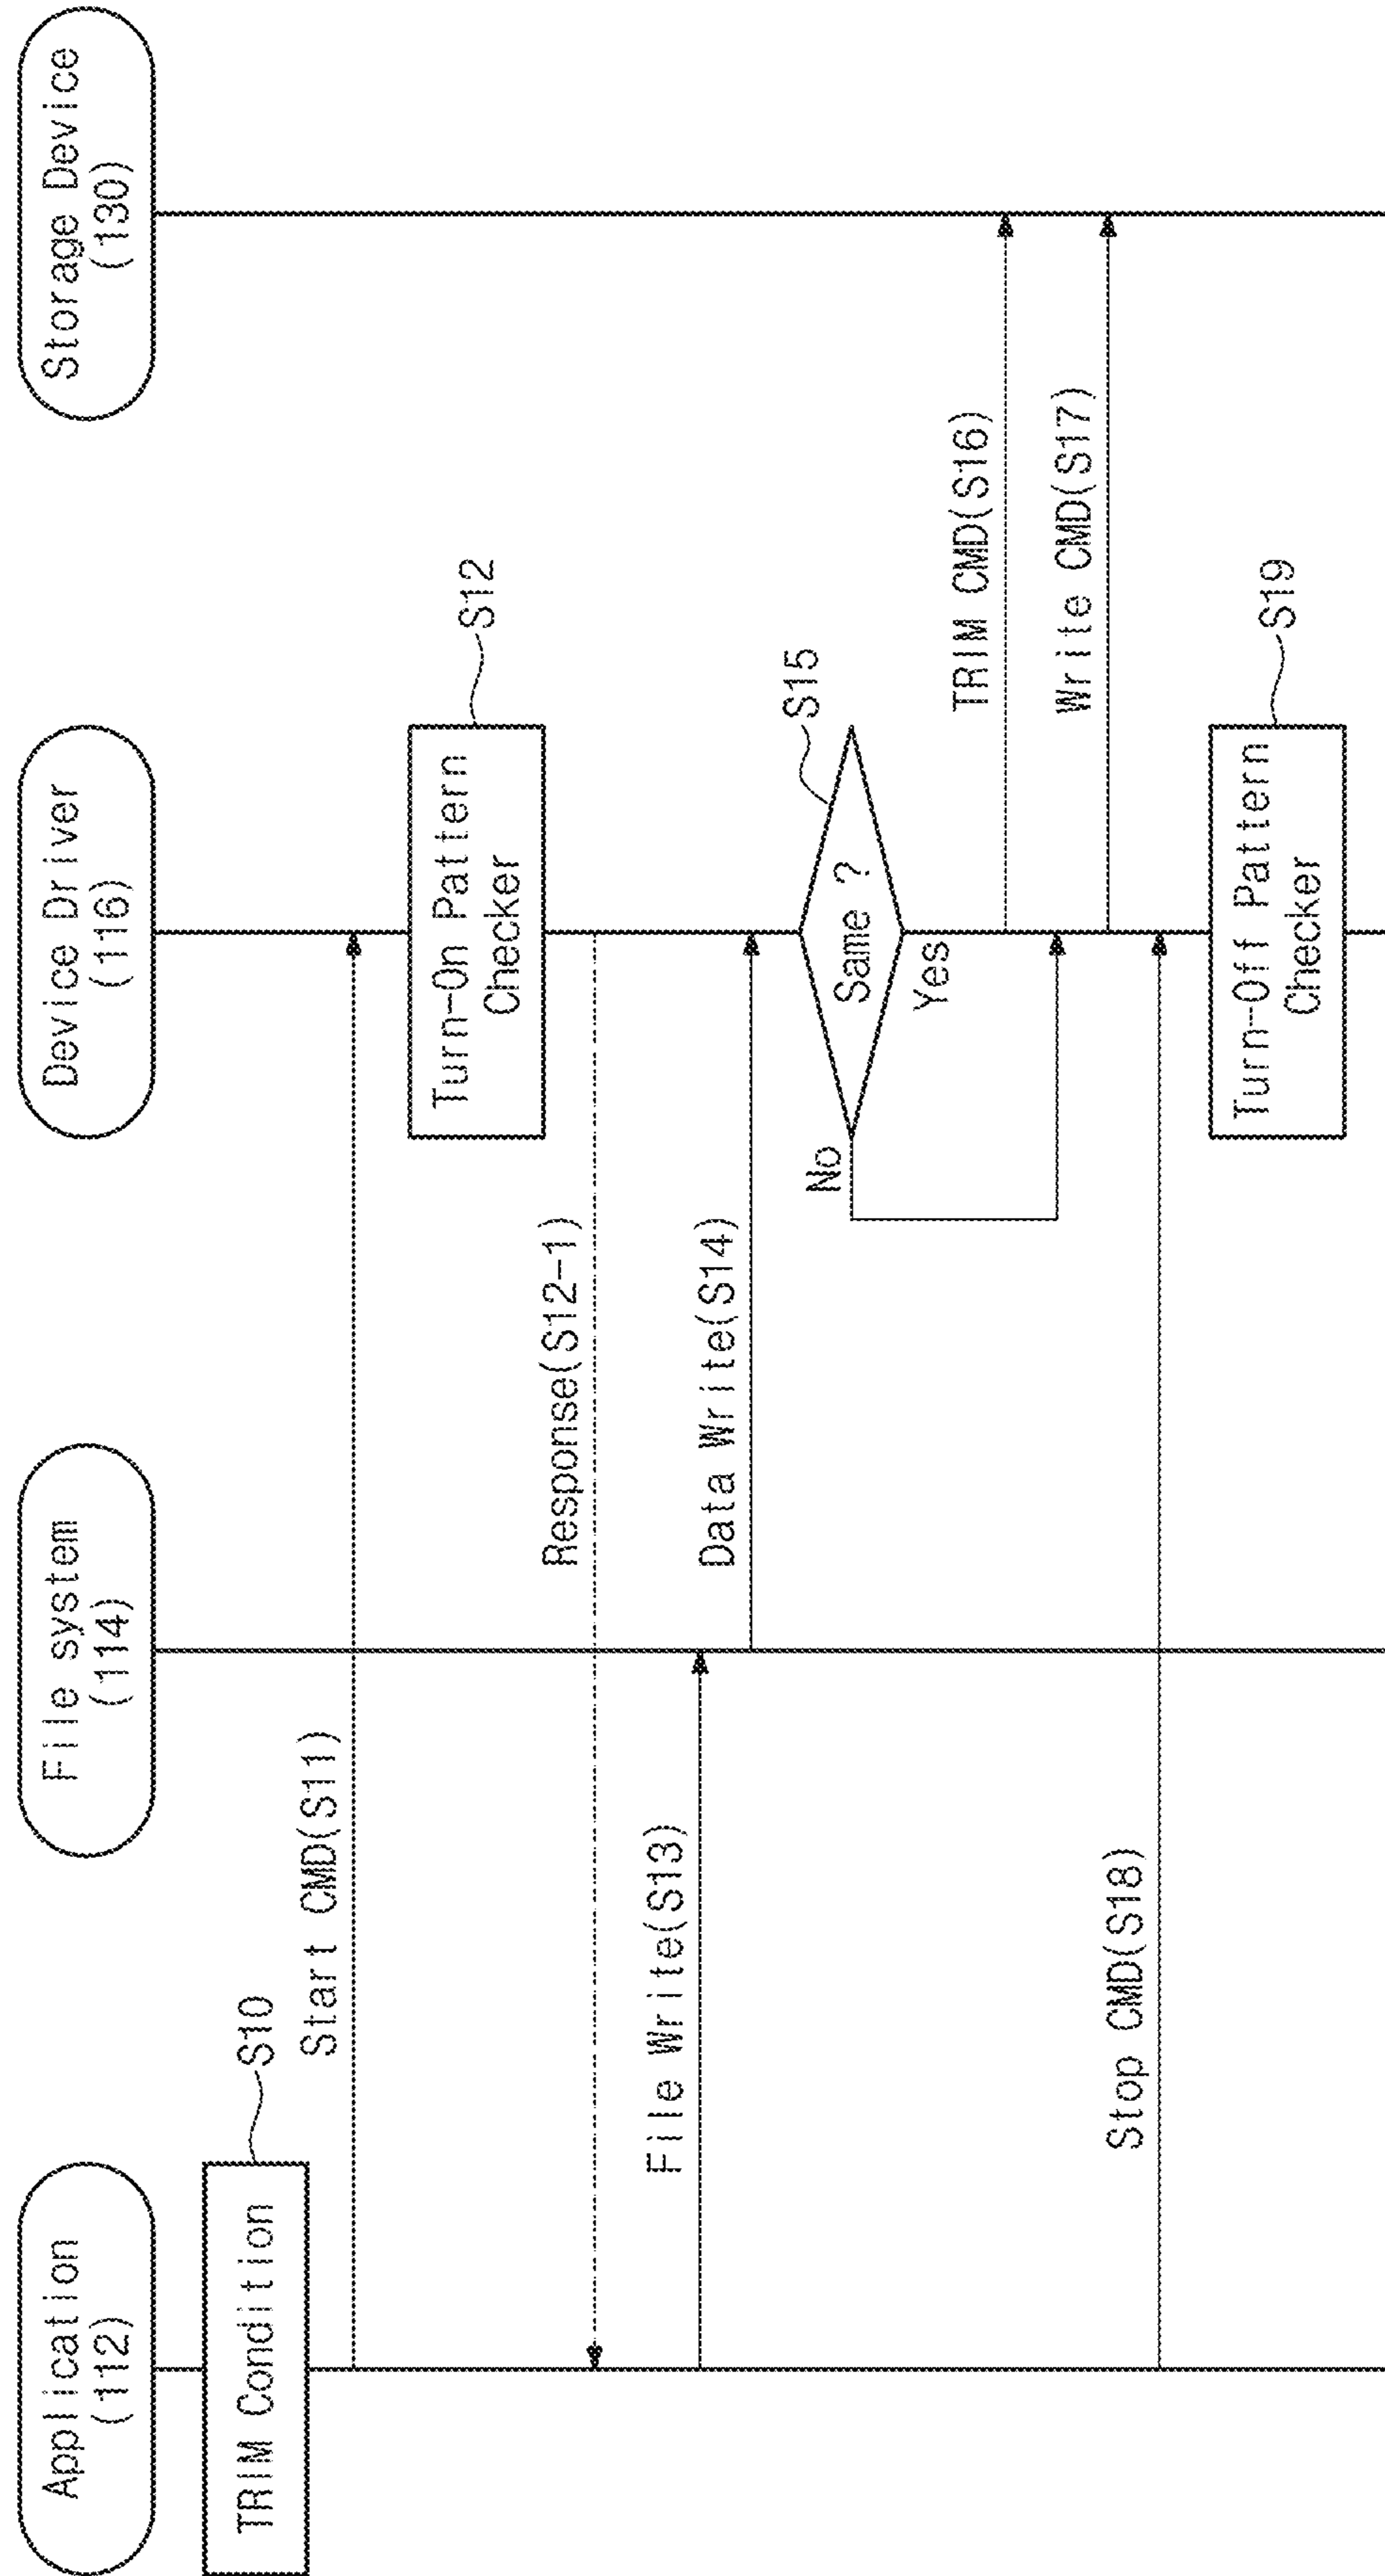 Application
(112)
File system
(114)
Device Driver
(116)
Storage Device
(130)
TRIM Condition
S10
Start CMD(S11)
Turn-On Pattern
Checker
S12
Response(S12-1)
File Write(S13)
Data Write(S14)
Same ?
S15
No
Yes
TRIM CMD(S16)
Write CMD(S17)
Stop CMD(S18)
Turn-Off Pattern
Checker
S19